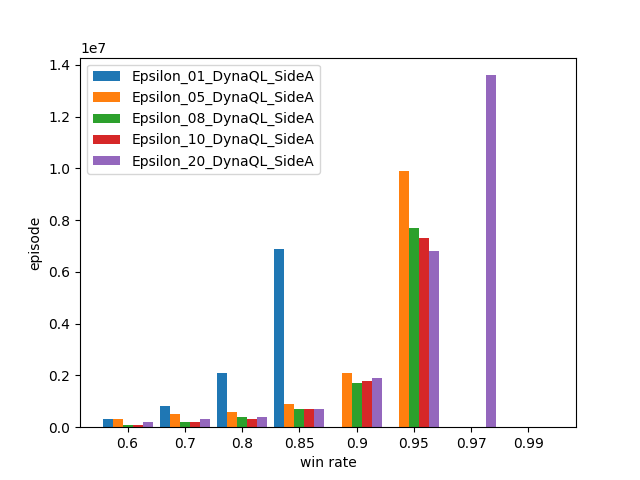 1e7
1.4
1.2
1.0
0.8
0.6
0.4
0.2
0.0
episode
Epsilon_01_DynaQL_SideA
Epsilon_05_DynaQL_SideA
Epsilon_08_DynaQL_SideA
Epsilon_10_DynaQL_SideA
Epsilon_20_DynaQL_SideA
0.6 0.7 0.8 0.85 0.9 0.95 0.97 0.99
win rate